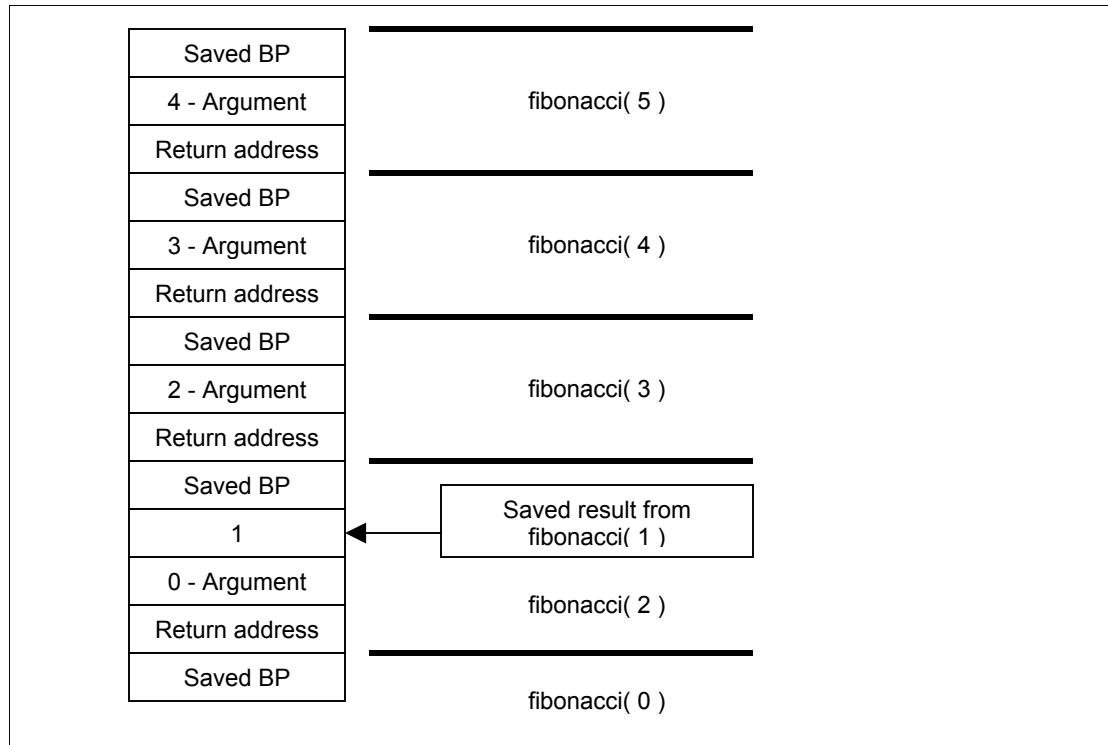 Saved BP
4 - Argument
fibonacci( 5 )
Return address
Saved BP
3 - Argument
fibonacci( 4 )
Return address
Saved BP
2 - Argument
fibonacci( 3 )
Return address
Saved BP
Saved result from
fibonacci( 1 )
1
0 - Argument
fibonacci( 2 )
Return address
Saved BP
fibonacci( 0 )